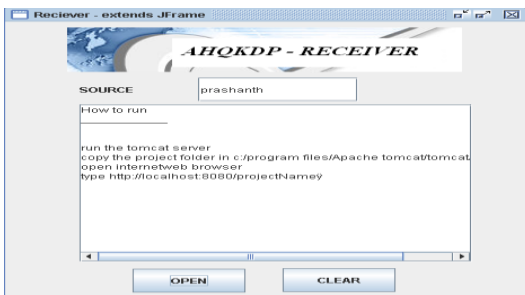 Reciever - extends JFrame
AHQKDP - RECEIVER
SOURCE prashanth
How to run
run the tomcat server
copy the project folder in c:/program files/Apache tomcat/tomcat
open internetweb browser
type http://localhost:8080/projectNameÿ
OPEN CLEAR